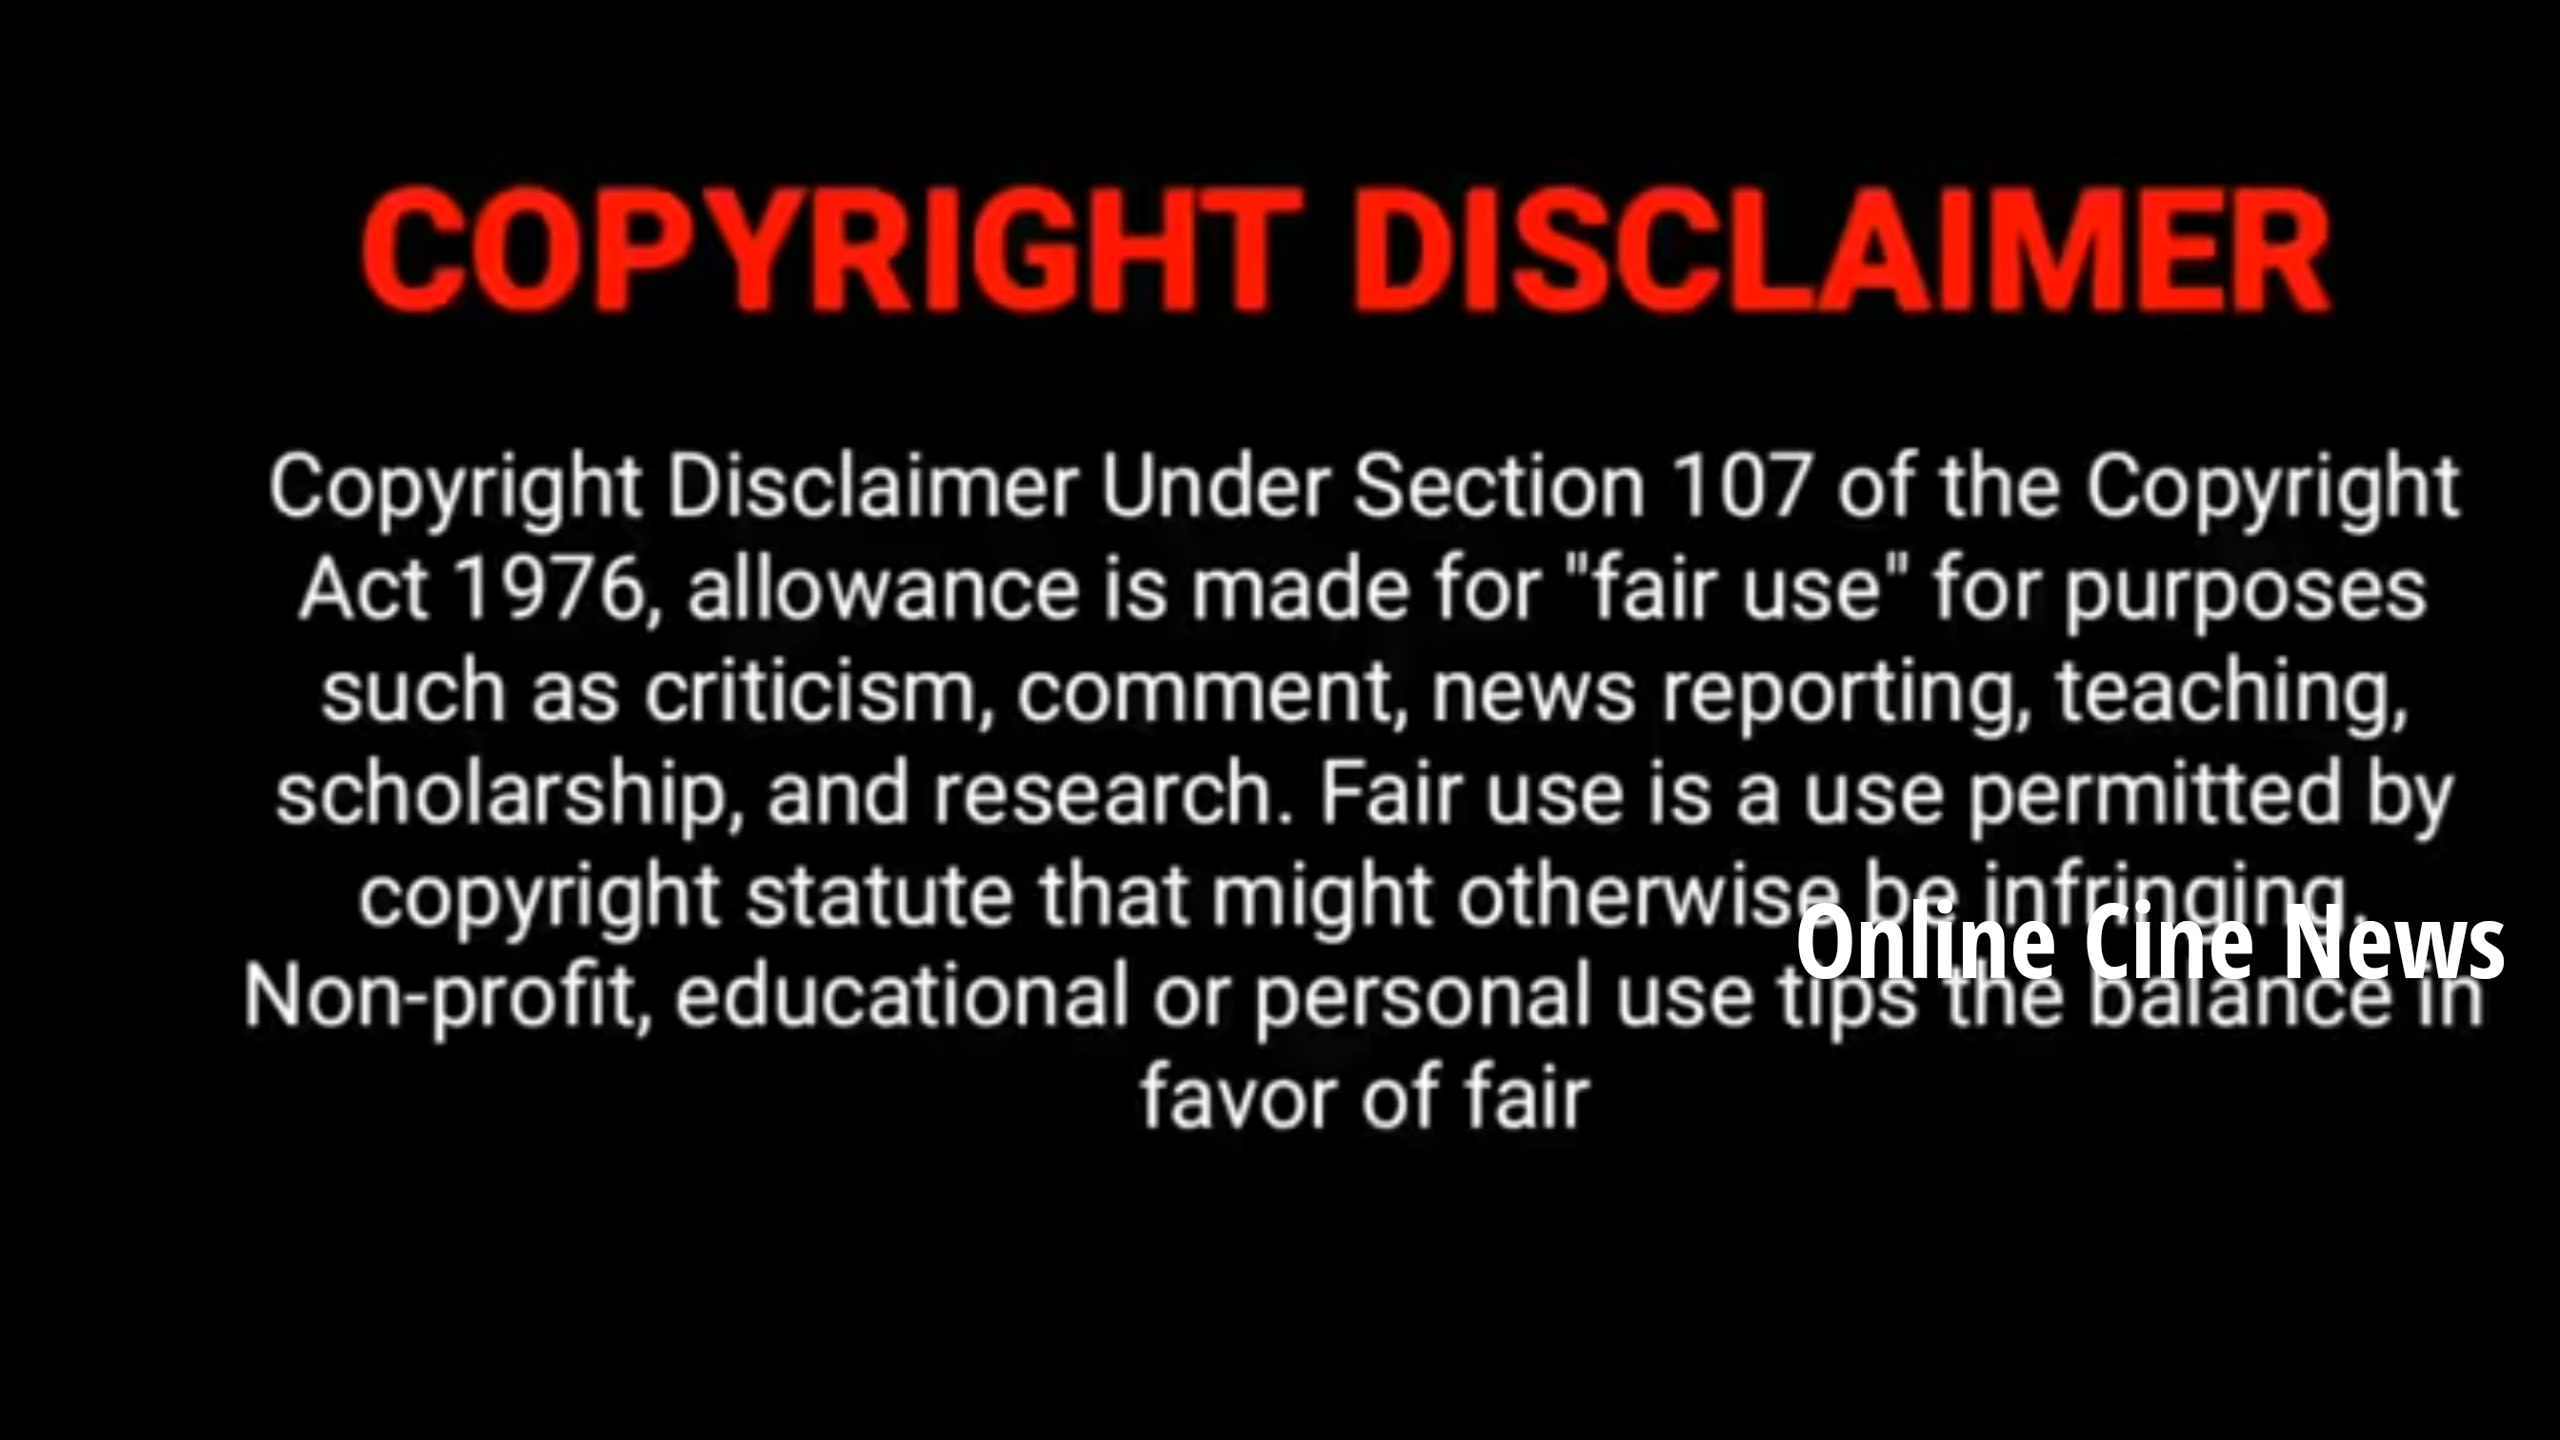 COPYRIGHT DISCLAIMER
Copyright Disclaimer Under Section 107 of the Copyright
Act 1976, allowance is made for "fair use" for purposes
such as criticism, comment, news reporting, teaching,
scholarship, and research. Fair use is a use permitted by
copyright statute that might otherwise be infringing.
Online Cine News
Non-profit, educational or personal use tips the balance in
favor of fair